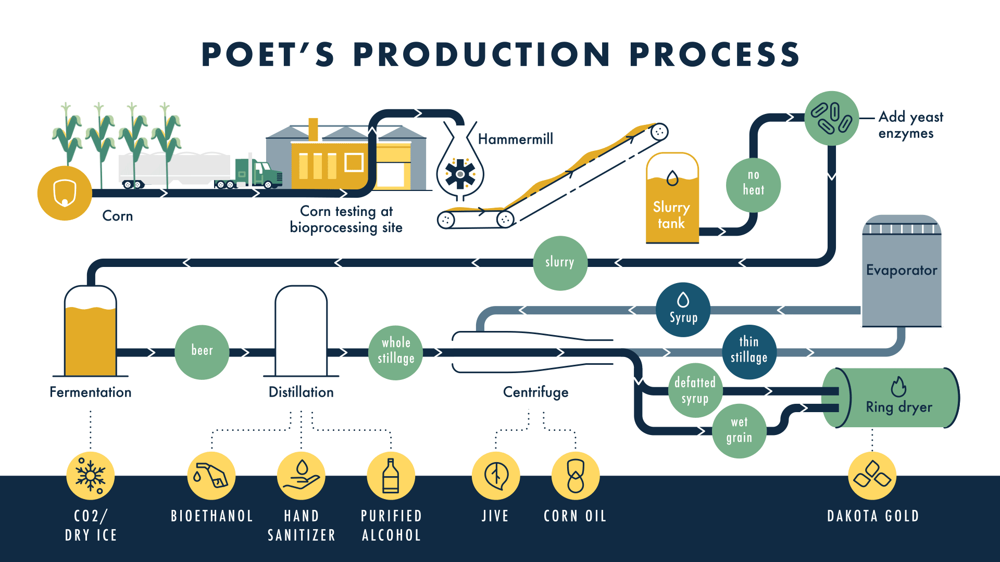 POET'S PRODUCTION PROCESS
Add yeast
enzymes
Hammermill
no
heat
Corn
Corn testing at
bioprocessing site
Slurry
tank
slurry
Evaporator
Syrup
beer
whole
stillage
thin
stillage
Fermentation
Distillation
Centrifuge
defatted
syrup
Ring dryer
wet
grain
CO2/
DRY ICE
BIOETHANOL
HAND
SANITIZER
PURIFIED
ALCOHOL
JIVE
CORN OIL
DAKOTA GOLD